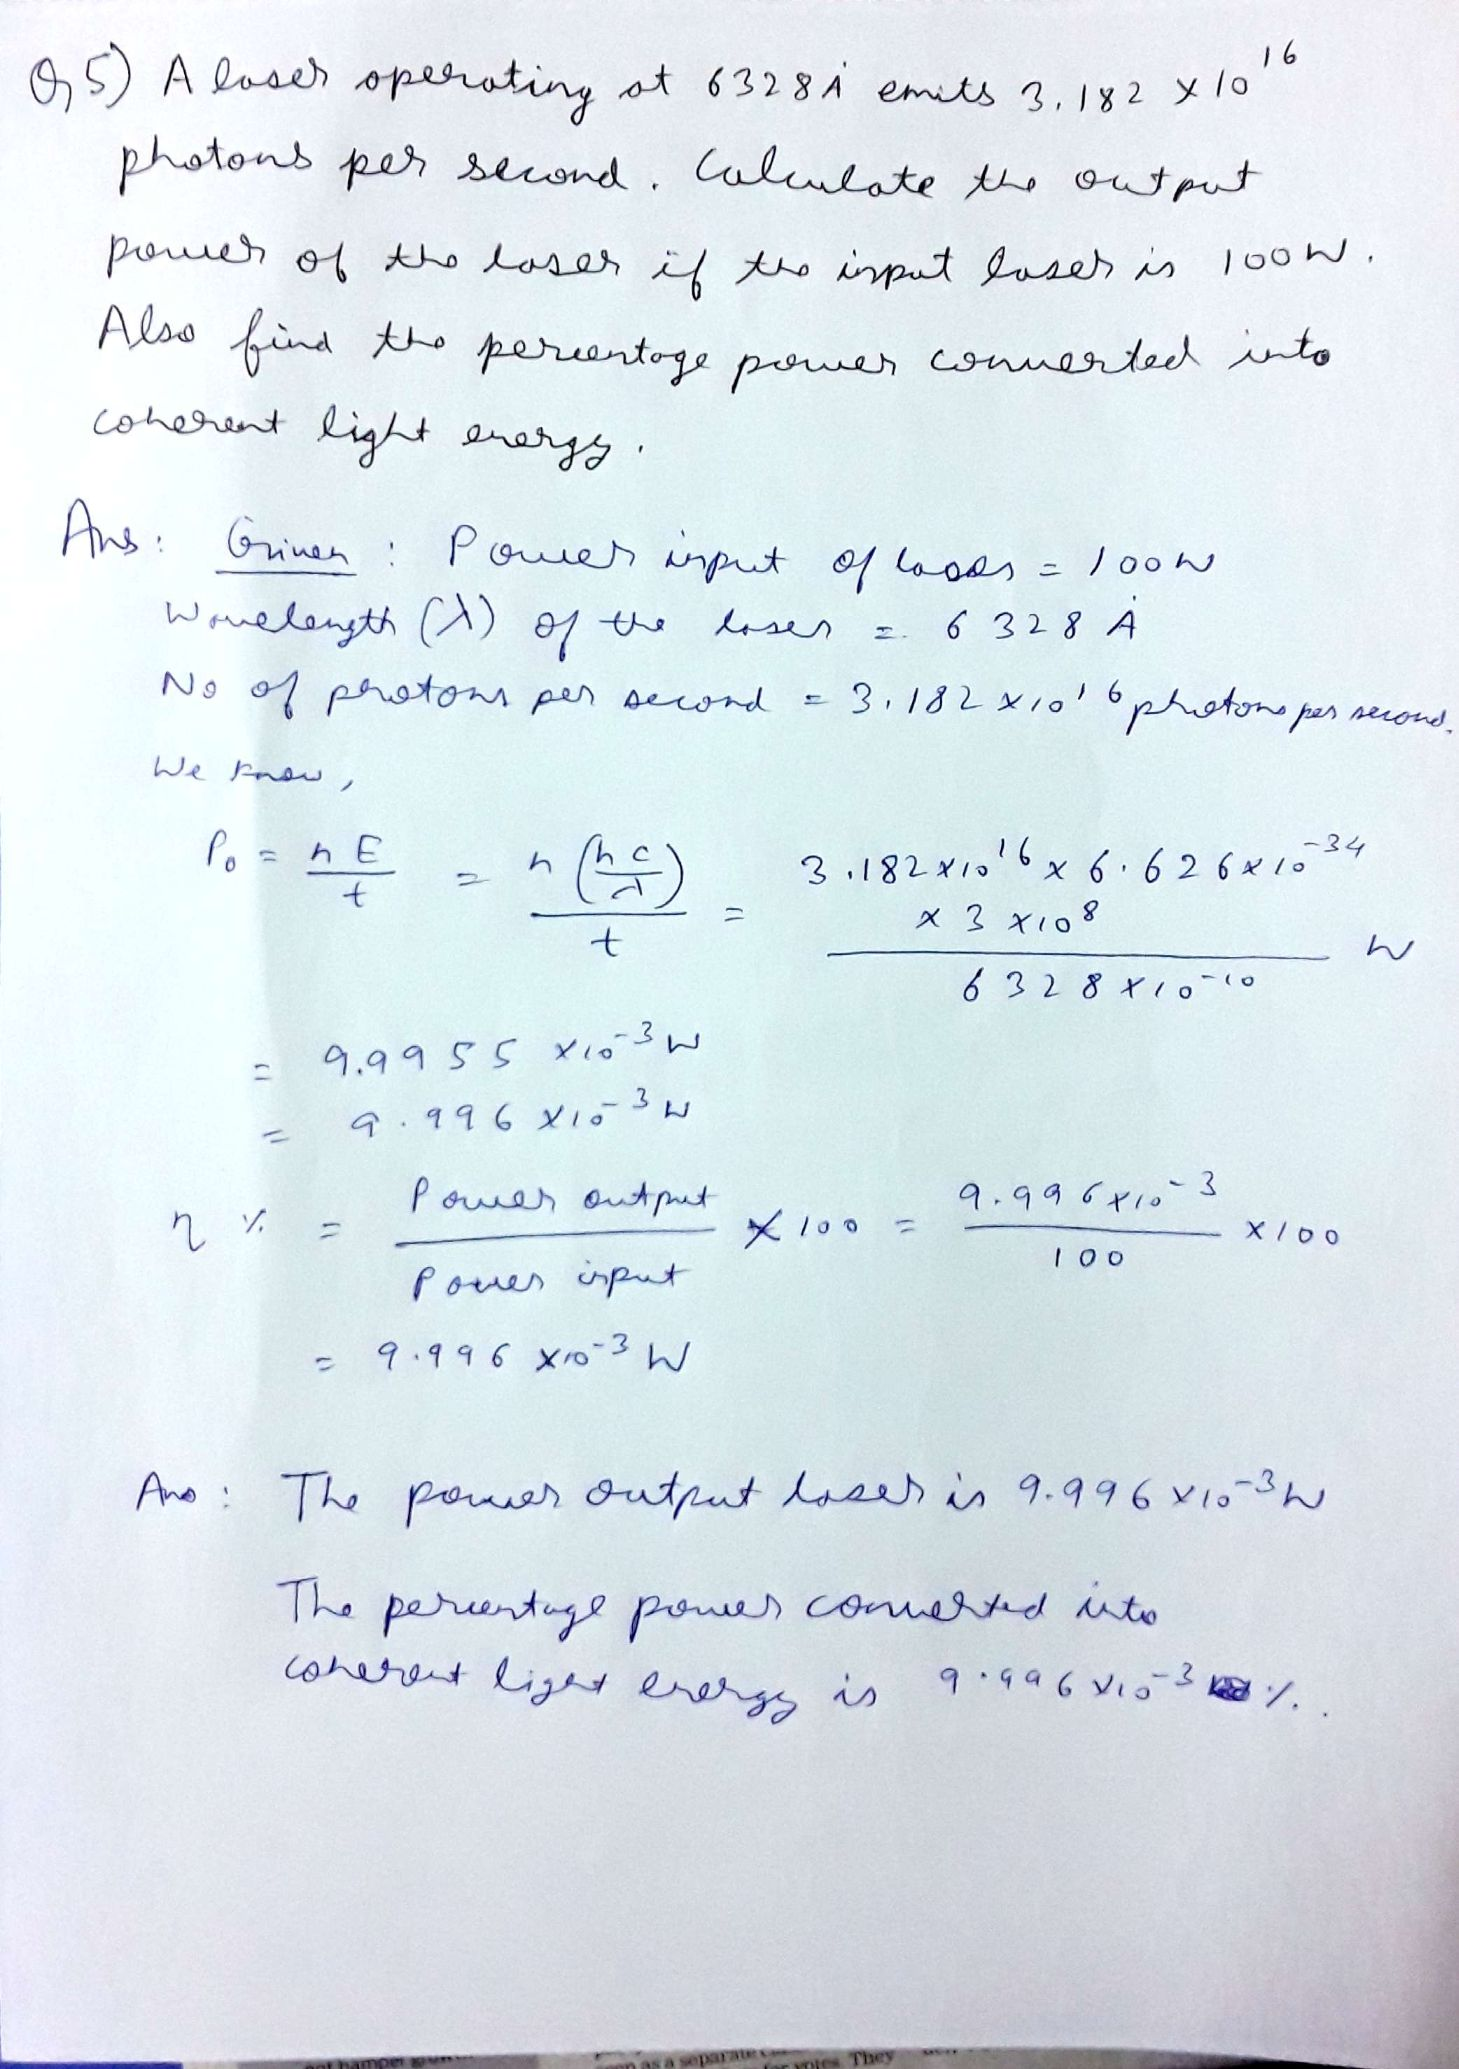 Q5) A laser operating at 6328Å emits 3.182 × 10¹⁶
photons per second. Calculate the output
power of the laser if the input laser is 100W.
Also find the percentage power converted into
coherent light energy.
Ans: Given : Power input of laser = 100W
Wavelength (λ) of the laser = 6328 Å
No of photons per second = 3.182 × 10¹⁶ photons per second.
We know,
P₀ = nE/t = n(hc/λ)/t = 3.182×10¹⁶ × 6.626×10⁻³⁴ × 3 ×10⁸ / 6328×10⁻¹⁰ W
= 9.9955 ×10⁻³ W
= 9.996 ×10⁻³ W
η % = Power output / Power input × 100 = 9.996×10⁻³ / 100 ×100
= 9.996 ×10⁻³ W
Ans : The power output laser is 9.996 ×10⁻³ W
The percentage power converted into
coherent light energy is 9.996 ×10⁻³ %.
as a separate
votes. They